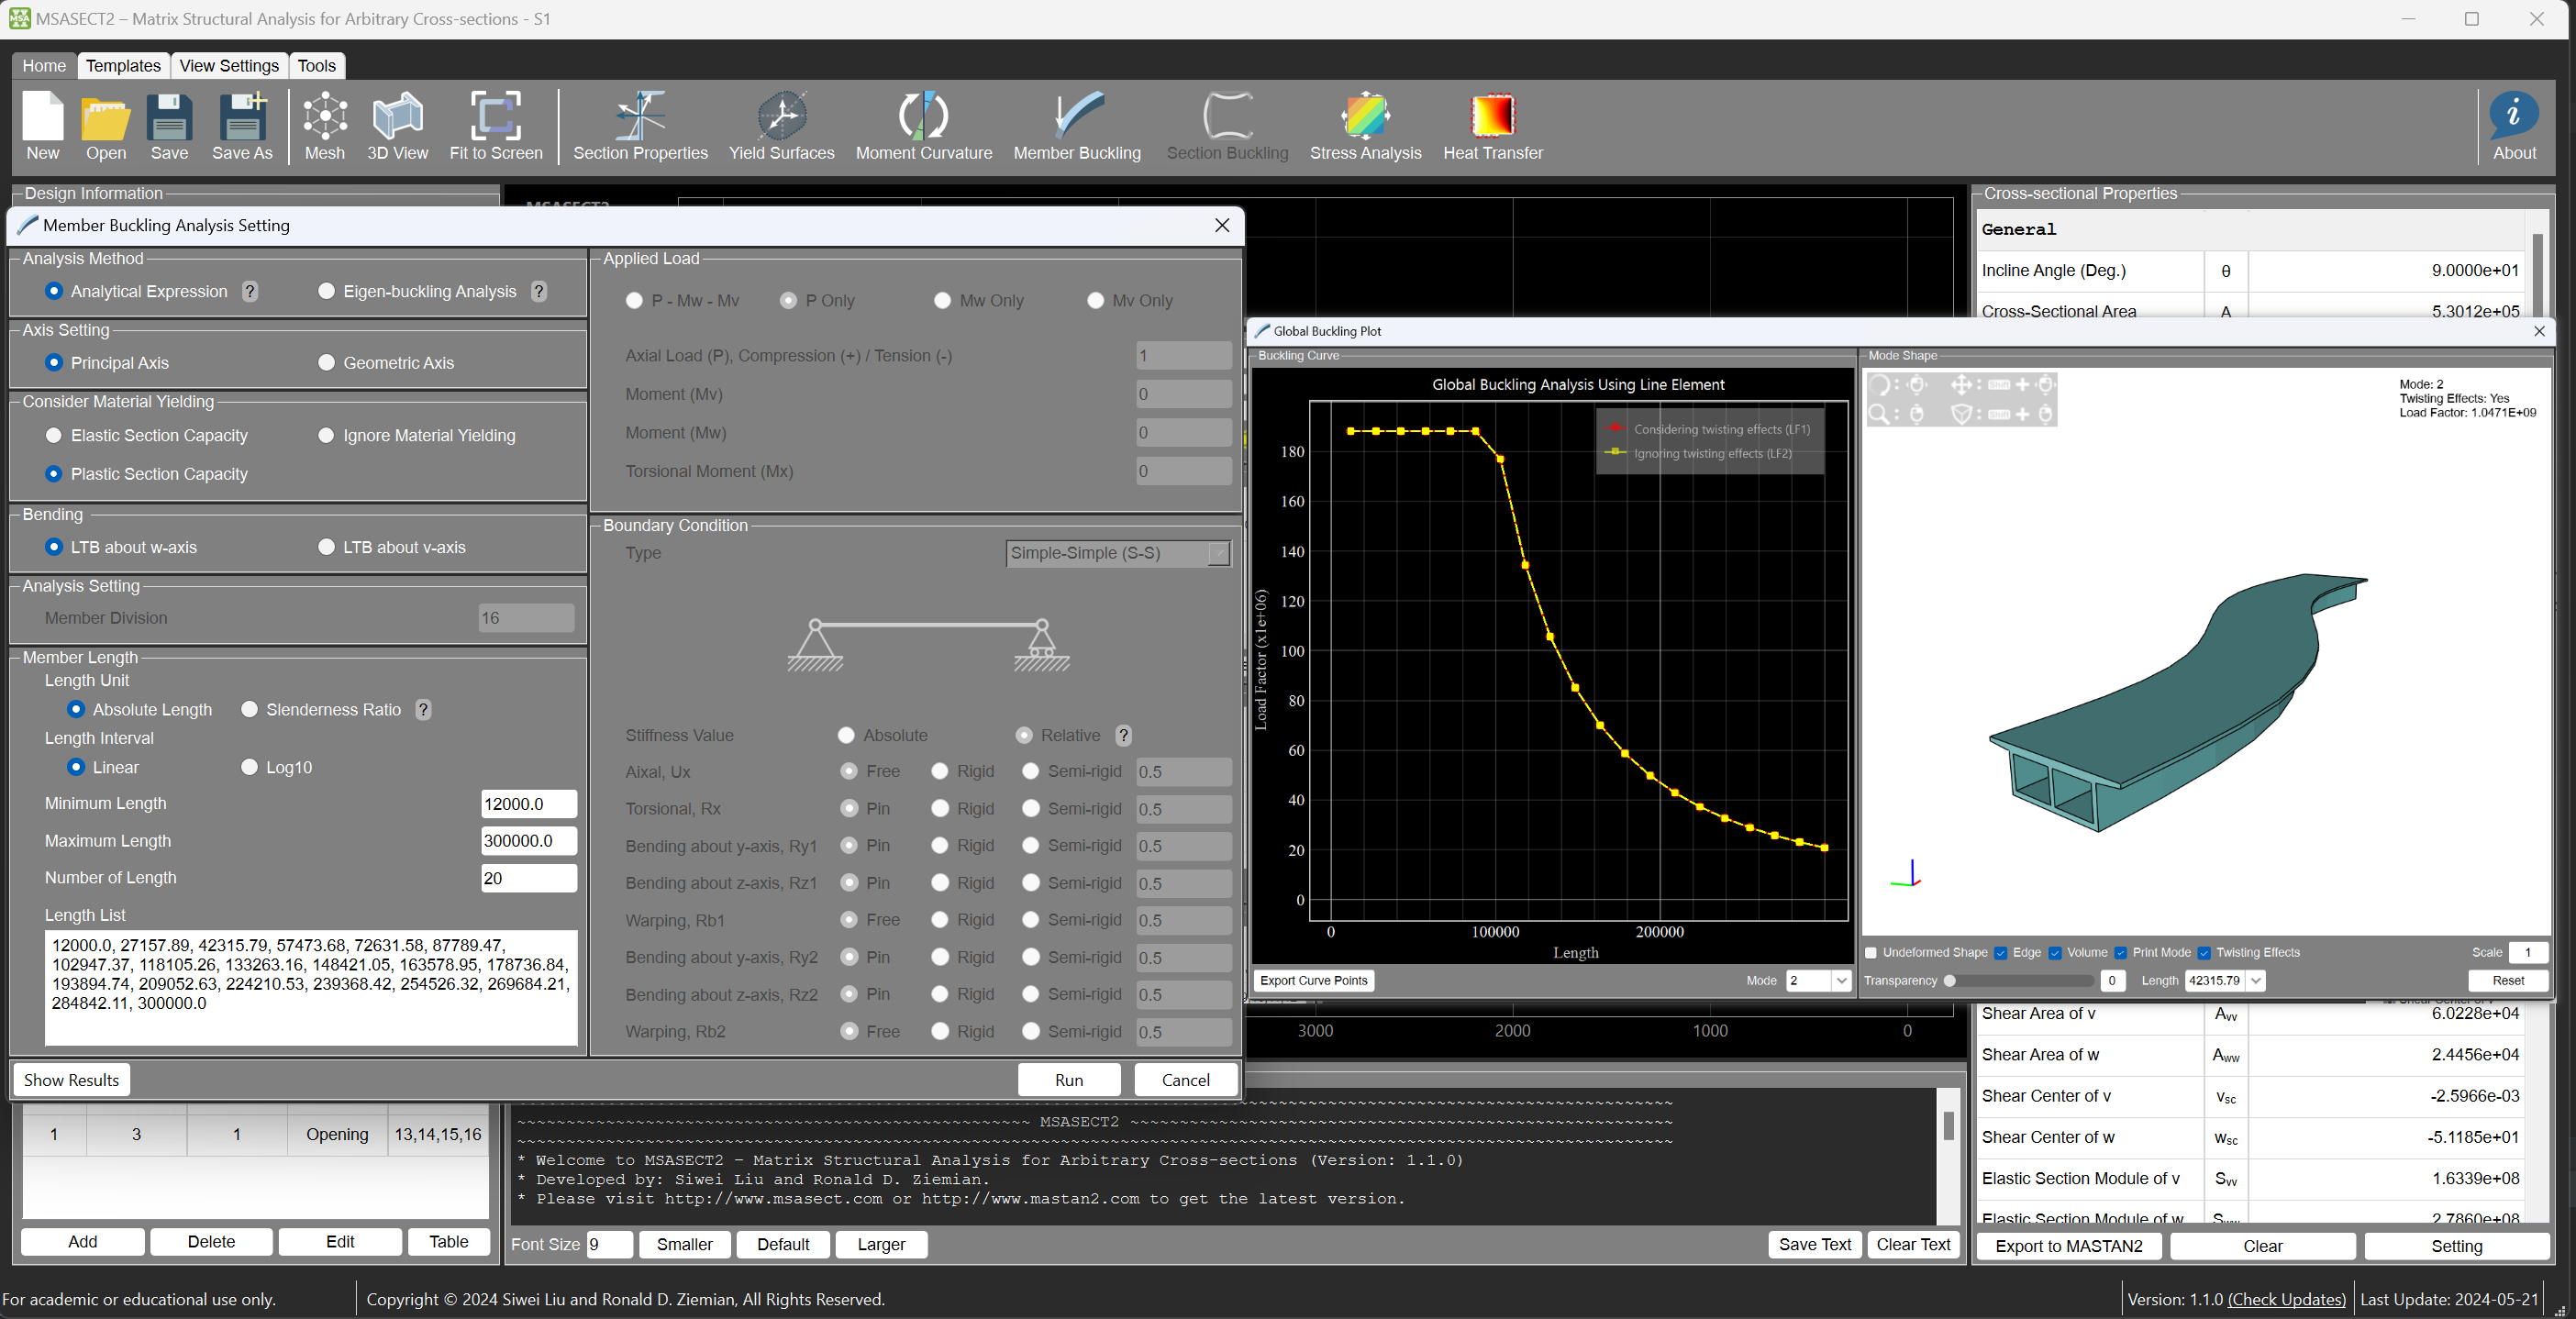 MSASECT2 – Matrix Structural Analysis for Arbitrary Cross-sections - S1
Home Templates View Settings Tools
New Open Save Save As Mesh 3D View Fit to Screen Section Properties Yield Surfaces Moment Curvature Member Buckling Section Buckling Stress Analysis Heat Transfer About
Design Information
Cross-sectional Properties
General
Incline Angle (Deg.) θ 9.0000e+01
Cross-Sectional Area A 5.3012e+05
Member Buckling Analysis Setting
Analysis Method
Analytical Expression ? Eigen-buckling Analysis ?
Axis Setting
Principal Axis Geometric Axis
Consider Material Yielding
Elastic Section Capacity Ignore Material Yielding
Plastic Section Capacity
Bending
LTB about w-axis LTB about v-axis
Analysis Setting
Member Division 16
Member Length
Length Unit
Absolute Length Slenderness Ratio ?
Length Interval
Linear Log10
Minimum Length 12000.0
Maximum Length 300000.0
Number of Length 20
Length List
12000.0, 27157.89, 42315.79, 57473.68, 72631.58, 87789.47,
102947.37, 118105.26, 133263.16, 148421.05, 163578.95, 178736.84,
193894.74, 209052.63, 224210.53, 239368.42, 254526.32, 269684.21,
284842.11, 300000.0
Applied Load
P - Mw - Mv P Only Mw Only Mv Only
Axial Load (P), Compression (+) / Tension (-) 1
Moment (Mv) 0
Moment (Mw) 0
Torsional Moment (Mx) 0
Boundary Condition
Type Simple-Simple (S-S)
Stiffness Value Absolute Relative ?
Aixal, Ux Free Rigid Semi-rigid 0.5
Torsional, Rx Pin Rigid Semi-rigid 0.5
Bending about y-axis, Ry1 Pin Rigid Semi-rigid 0.5
Bending about z-axis, Rz1 Pin Rigid Semi-rigid 0.5
Warping, Rb1 Free Rigid Semi-rigid 0.5
Bending about y-axis, Ry2 Pin Rigid Semi-rigid 0.5
Bending about z-axis, Rz2 Pin Rigid Semi-rigid 0.5
Warping, Rb2 Free Rigid Semi-rigid 0.5
Show Results Run Cancel
Global Buckling Plot
Buckling Curve
Global Buckling Analysis Using Line Element
Considering twisting effects (LF1)
Ignoring twisting effects (LF2)
Load Factor (x1e+06)
180
160
140
120
100
80
60
40
20
0
0 100000 200000
Length
Export Curve Points Mode 2
Mode Shape
Shift
Shift
Mode: 2
Twisting Effects: Yes
Load Factor: 1.0471E+09
Undeformed Shape Edge Volume Print Mode Twisting Effects Scale 1
Transparency 0 Length 42315.79 Reset
3000 2000 1000 0
Shear Area of v Avv 6.0228e+04
Shear Area of w Aww 2.4456e+04
Shear Center of v vsc -2.5966e-03
Shear Center of w wsc -5.1185e+01
Elastic Section Module of v Svv 1.6339e+08
Elastic Section Module of w Sww 2.7860e+08
Export to MASTAN2 Clear Setting
1 3 1 Opening 13,14,15,16
Add Delete Edit Table
MSASECT2
* Welcome to MSASECT2 – Matrix Structural Analysis for Arbitrary Cross-sections (Version: 1.1.0)
* Developed by: Siwei Liu and Ronald D. Ziemian.
* Please visit http://www.msasect.com or http://www.mastan2.com to get the latest version.
Font Size 9 Smaller Default Larger Save Text Clear Text
For academic or educational use only. Copyright © 2024 Siwei Liu and Ronald D. Ziemian, All Rights Reserved. Version: 1.1.0 (Check Updates) Last Update: 2024-05-21